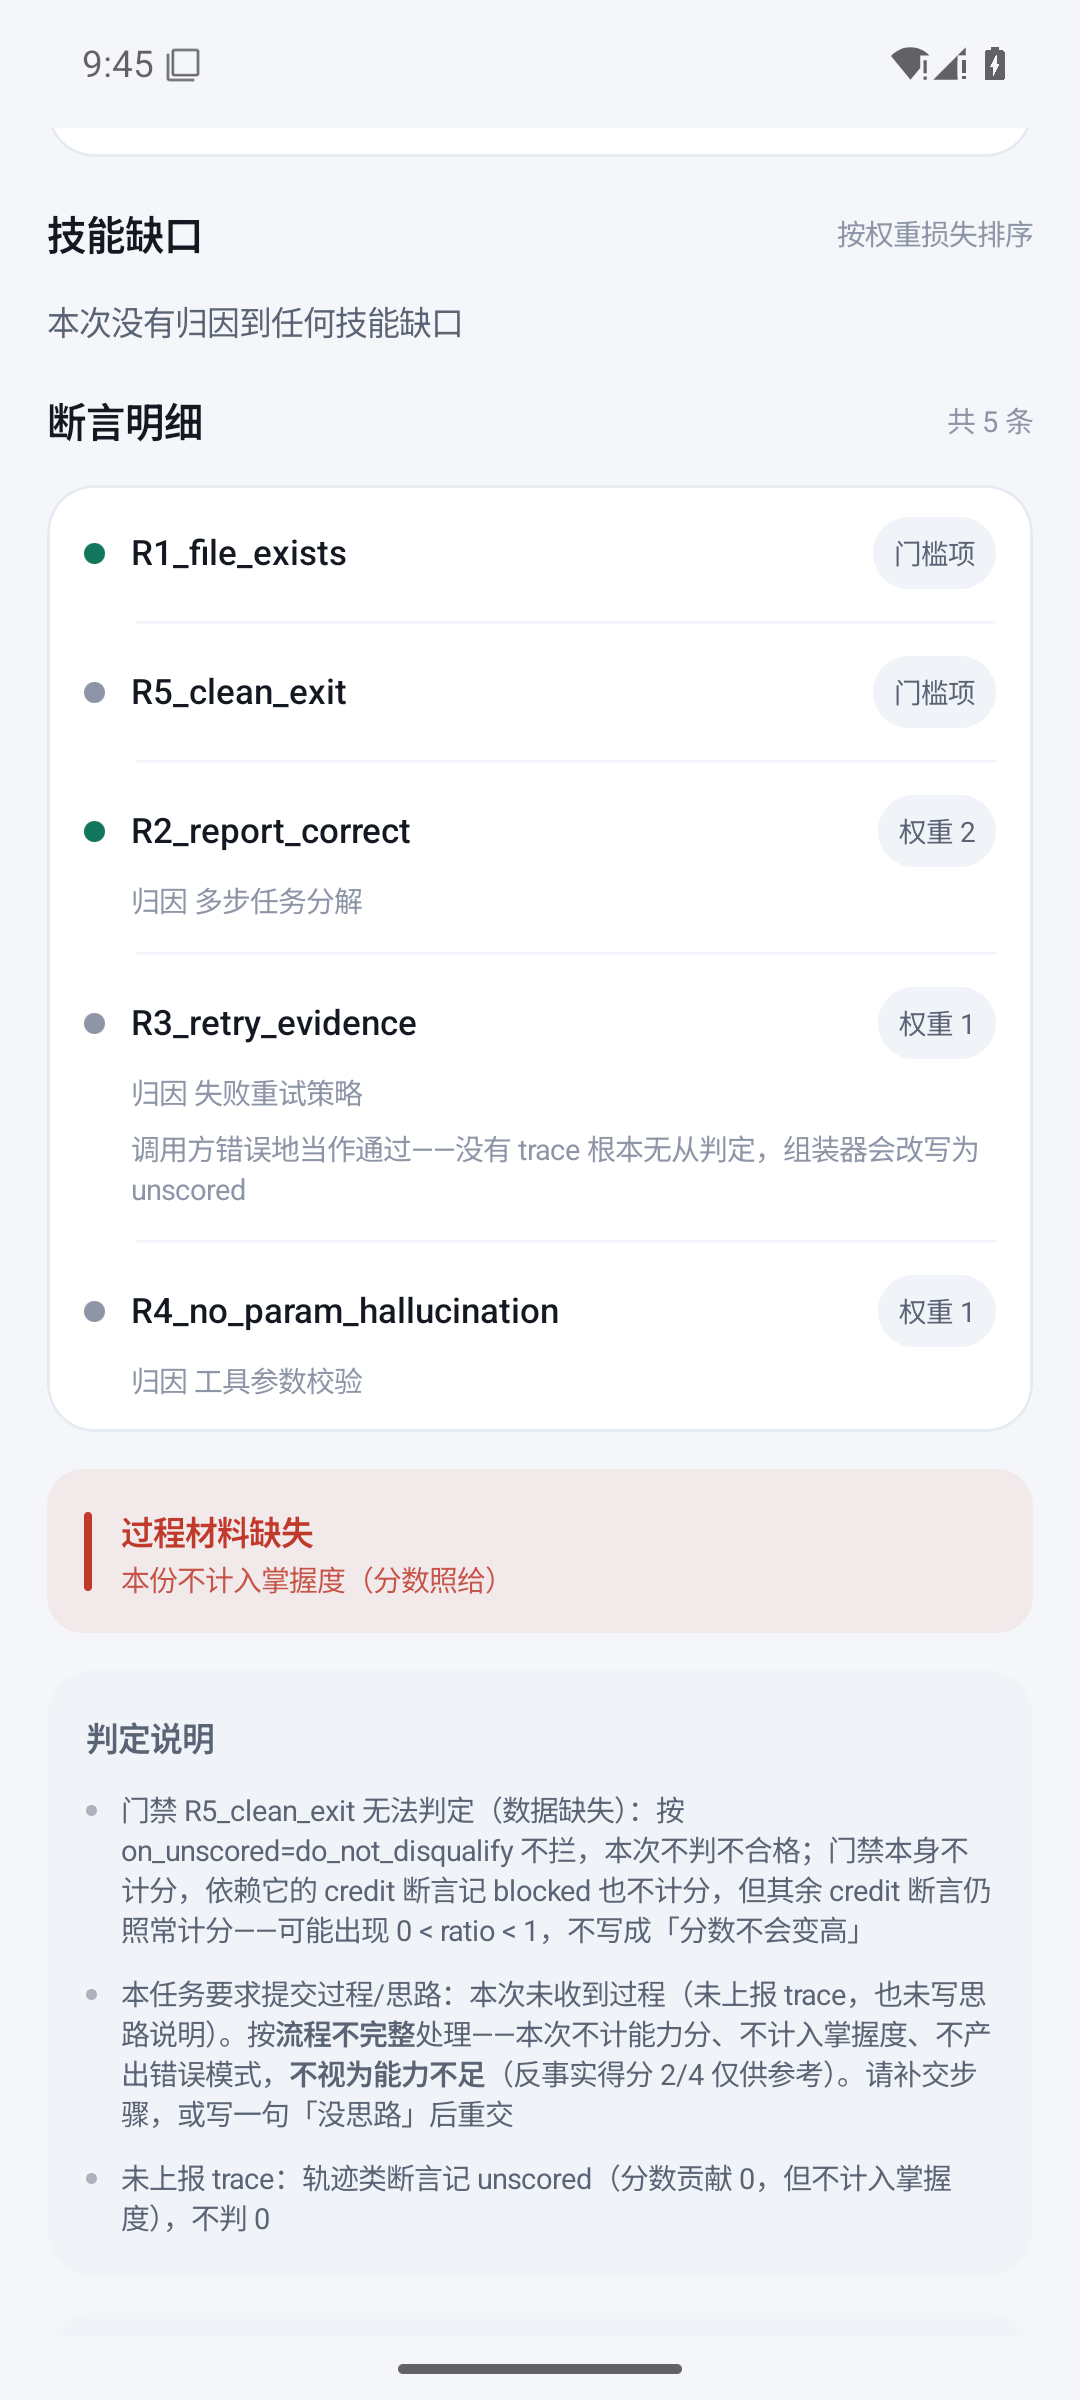 9:45
技能缺口
按权重损失排序
本次没有归因到任何技能缺口
断言明细
共 5 条
R1_file_exists
门槛项
R5_clean_exit
门槛项
R2_report_correct
权重 2
归因 多步任务分解
R3_retry_evidence
权重 1
归因 失败重试策略
调用方错误地当作通过——没有 trace 根本无从判定，组装器会改写为
unscored
R4_no_param_hallucination
权重 1
归因 工具参数校验
过程材料缺失
本份不计入掌握度（分数照给）
判定说明
门禁 R5_clean_exit 无法判定（数据缺失）：按
on_unscored=do_not_disqualify 不拦，本次不判不合格；门禁本身不
计分，依赖它的 credit 断言记 blocked 也不计分，但其余 credit 断言仍
照常计分——可能出现 0 < ratio < 1，不写成「分数不会变高」
本任务要求提交过程/思路：本次未收到过程（未上报 trace，也未写思
路说明）。按流程不完整处理——本次不计能力分、不计入掌握度、不产
出错误模式，不视为能力不足（反事实得分 2/4 仅供参考）。请补交步
骤，或写一句「没思路」后重交
未上报 trace：轨迹类断言记 unscored（分数贡献 0，但不计入掌握
度），不判 0